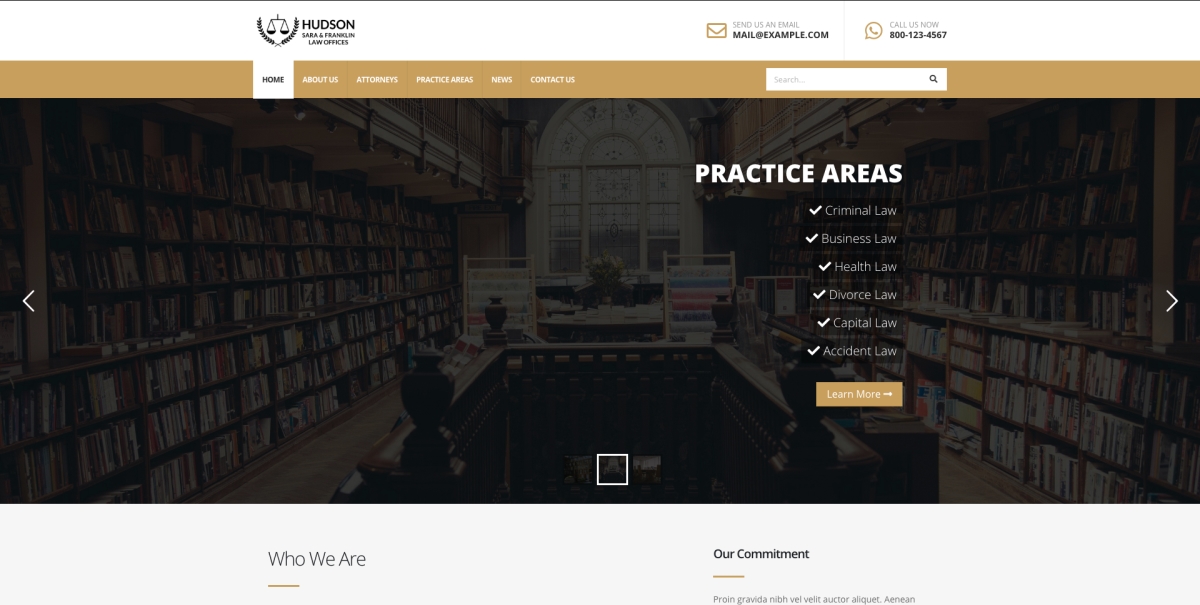 HUDSON
SARA & FRANKLIN
LAW OFFICES
SEND US AN EMAIL
MAIL@EXAMPLE.COM
CALL US NOW
800-123-4567
HOME
ABOUT US
ATTORNEYS
PRACTICE AREAS
NEWS
CONTACT US
Search...
PRACTICE AREAS
Criminal Law
Business Law
Health Law
Divorce Law
Capital Law
Accident Law
Learn More
Who We Are
Our Commitment
Proin gravida nibh vel velit auctor aliquet. Aenean